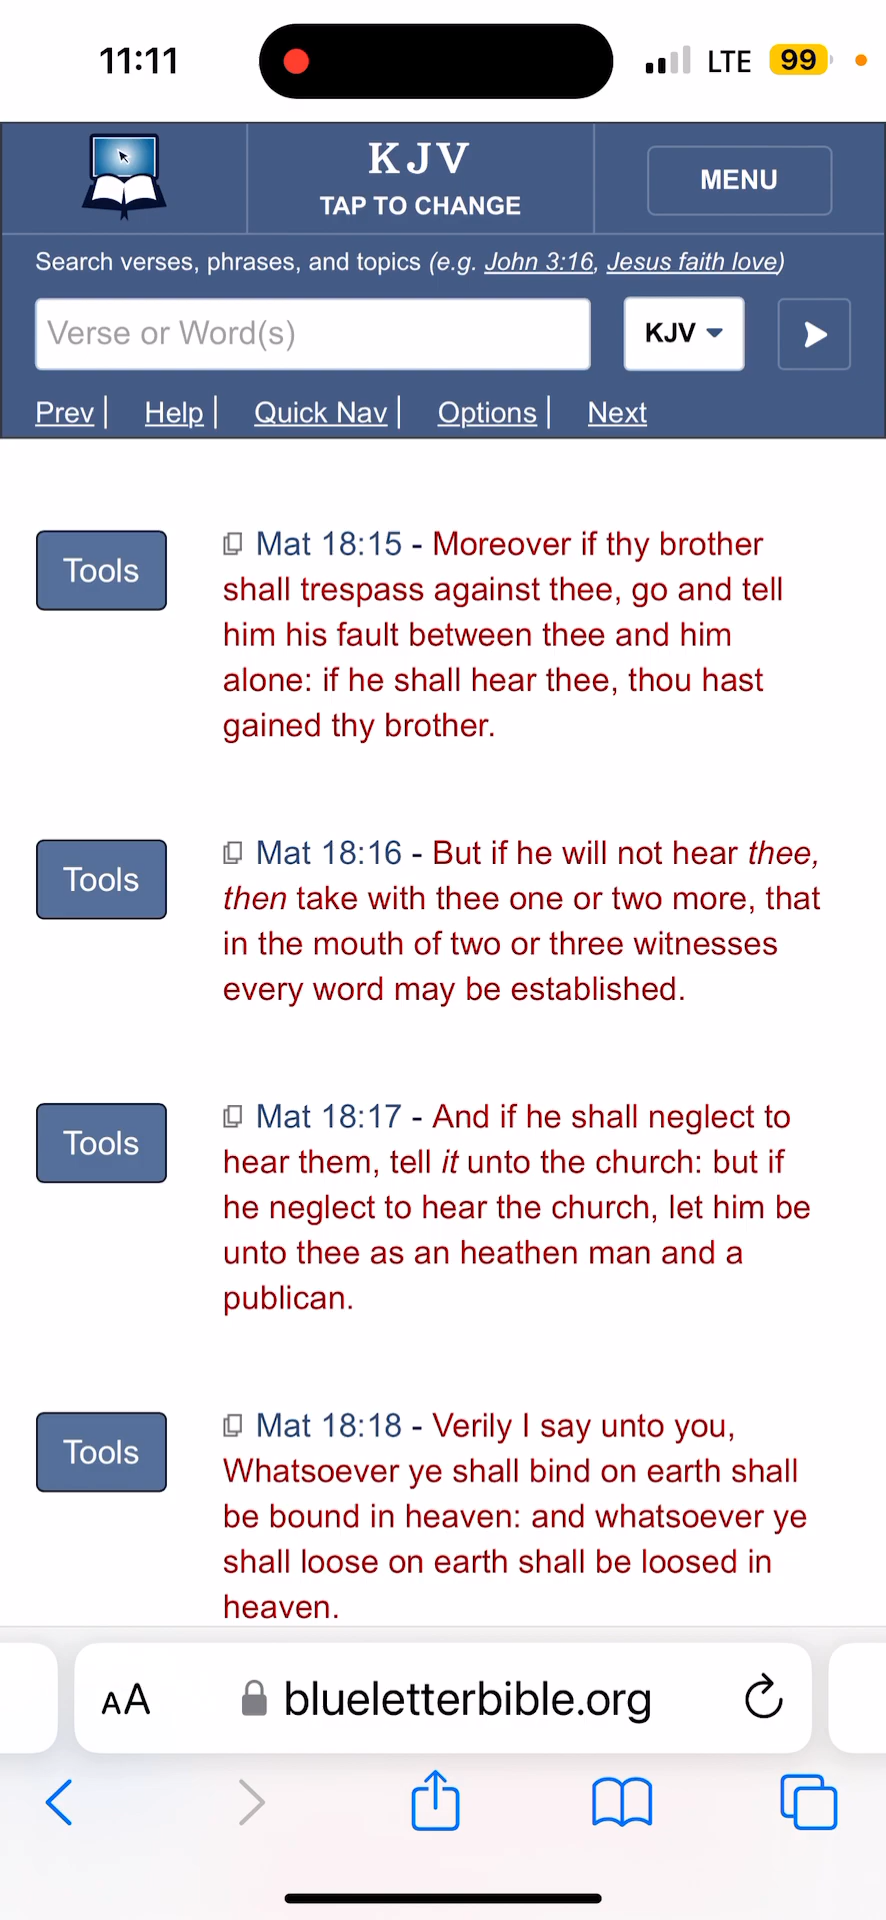 11:11
LTE 99
KJV
TAP TO CHANGE
MENU
Search verses, phrases, and topics (e.g. John 3:16, Jesus faith love)
Verse or Word(s)
KJV
Prev | Help | Quick Nav | Options | Next
Tools
Mat 18:15 - Moreover if thy brother
shall trespass against thee, go and tell
him his fault between thee and him
alone: if he shall hear thee, thou hast
gained thy brother.
Tools
Mat 18:16 - But if he will not hear thee,
then take with thee one or two more, that
in the mouth of two or three witnesses
every word may be established.
Tools
Mat 18:17 - And if he shall neglect to
hear them, tell it unto the church: but if
he neglect to hear the church, let him be
unto thee as an heathen man and a
publican.
Tools
Mat 18:18 - Verily I say unto you,
Whatsoever ye shall bind on earth shall
be bound in heaven: and whatsoever ye
shall loose on earth shall be loosed in
heaven.
AA blueletterbible.org